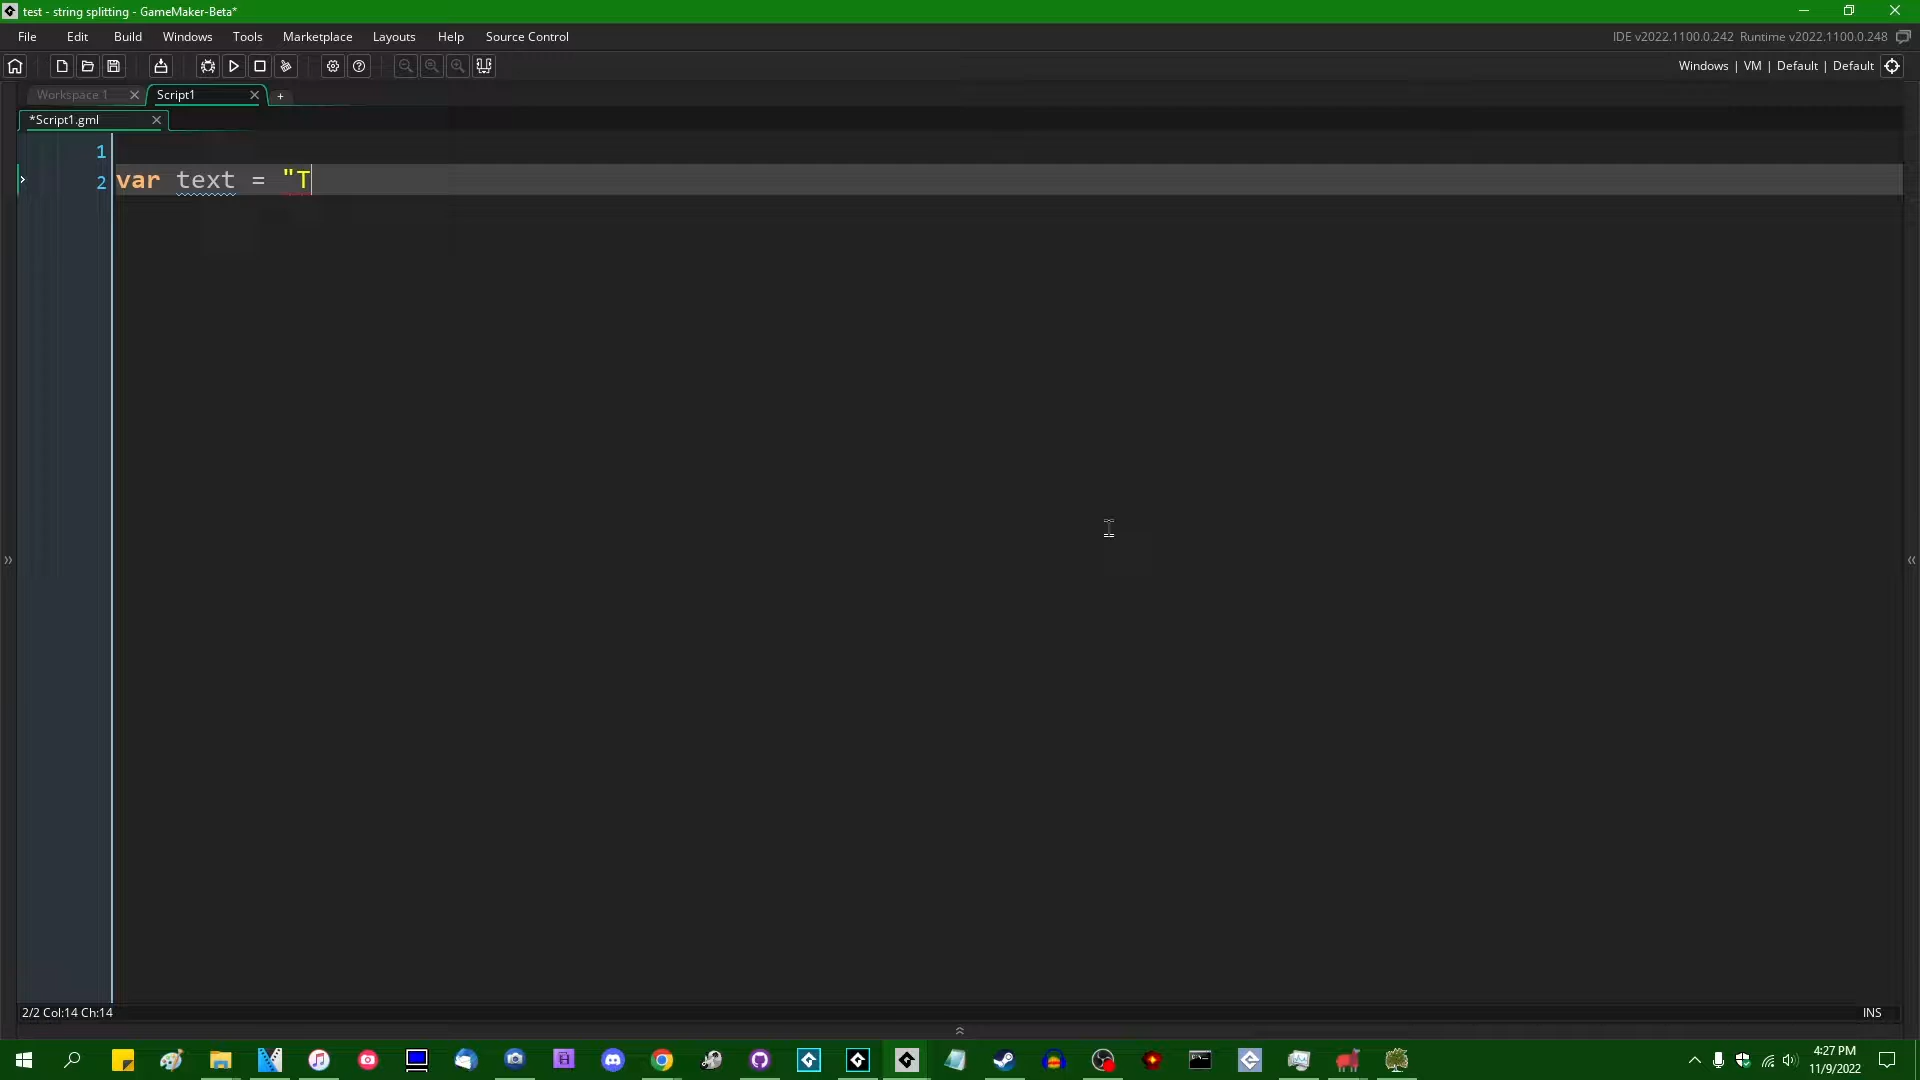 test - string splitting - GameMaker-Beta*
File Edit Build Windows Tools Marketplace Layouts Help Source Control
IDE v2022.1100.0.242 Runtime v2022.1100.0.248
Windows | VM | Default | Default
Workspace 1 Script1 +
*Script1.gml
1
2 var text = "T
2/2 Col:14 Ch:14
INS
4:27 PM
11/9/2022